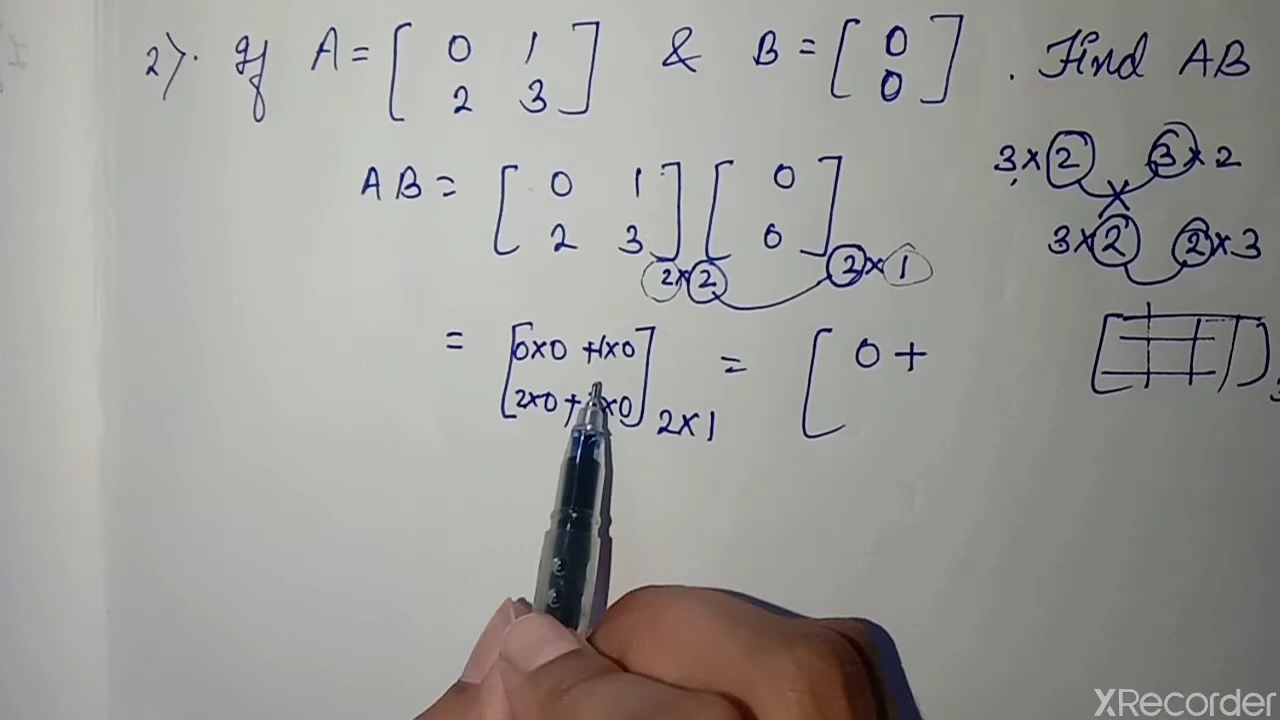 2). If A = [ 0 1 & B = [ 0 . Find AB
2 3 ] 0 ]
3×2 3×2
AB = [ 0 1 ] [ 0 ]
2 3 0
3×2 2×3
2×2 2×1
= [ 0×0 +1×0 ] = [ 0 +
2×0 + ×0 ] 2×1
XRecorder